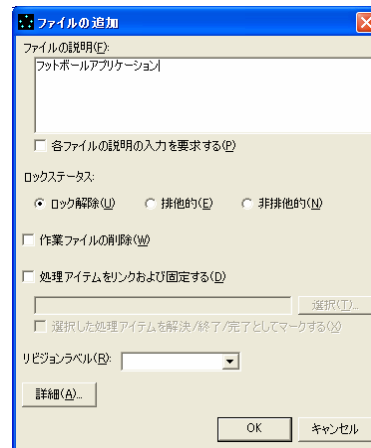 ファイルの追加
ファイルの説明(F):
フットボールアプリケーション
各ファイルの説明の入力を要求する(P)
ロックステータス:
ロック解除(U) 排他的(E) 非排他的(N)
作業ファイルの削除(W)
処理アイテムをリンクおよび固定する(D)
選択(T)...
選択した処理アイテムを解決/終了/完了としてマークする(X)
リビジョンラベル(R):
詳細(A)...
OK キャンセル